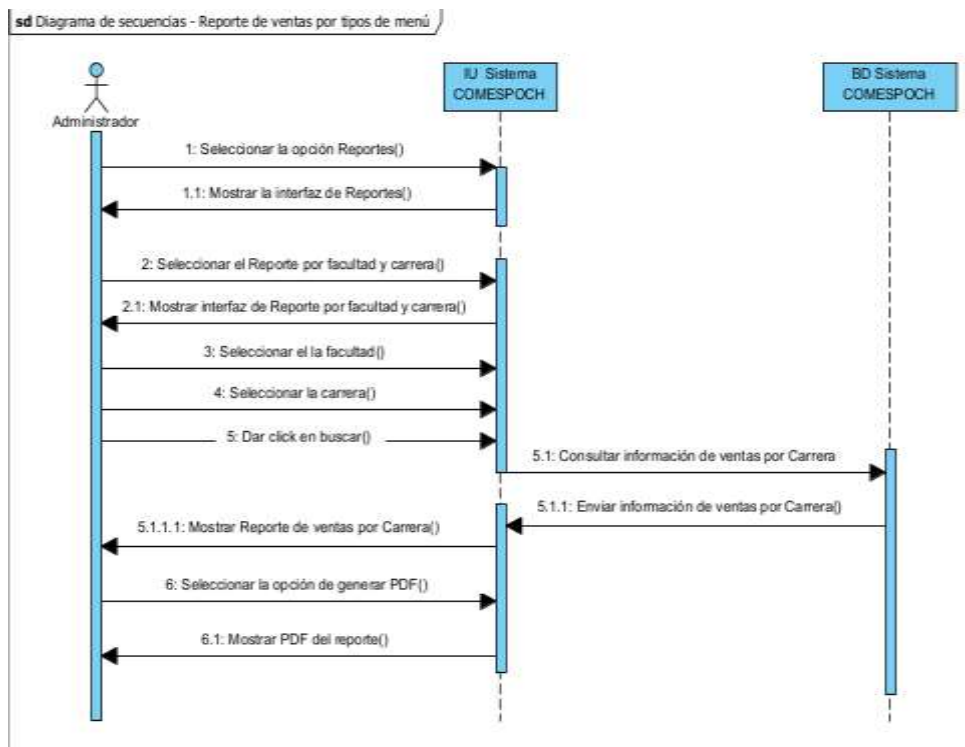 sd Diagrama de secuencias - Reporte de ventas por tipos de menú
IU Sistema
COMESPOCH
BD Sistema
COMESPOCH
Administrador
1: Seleccionar la opción Reportes()
1.1: Mostrar la interfaz de Reportes()
2: Seleccionar el Reporte por facultad y carrera()
2.1: Mostrar interfaz de Reporte por facultad y carrera()
3: Seleccionar el la facultad()
4: Seleccionar la carrera()
5: Dar click en buscar()
5.1: Consultar información de ventas por Carrera
5.1.1: Enviar información de ventas por Carrera()
5.1.1.1: Mostrar Reporte de ventas por Carrera()
6: Seleccionar la opción de generar PDF()
6.1: Mostrar PDF del reporte()